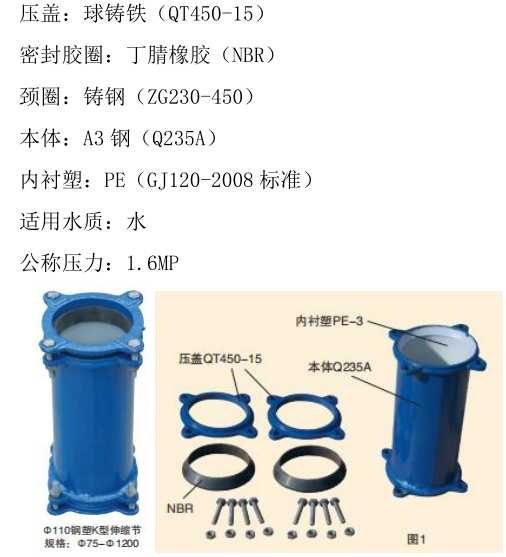 压盖：球铸铁（QT450-15）
密封胶圈：丁腈橡胶（NBR）
颈圈：铸钢（ZG230-450）
本体：A3 钢（Q235A）
内衬塑：PE（GJ120-2008 标准）
适用水质：水
公称压力：1.6MP
内衬塑PE-3
压盖QT450-15
本体Q235A
NBR
Φ110钢塑K型伸缩节
规格：Φ75-Φ1200
图1